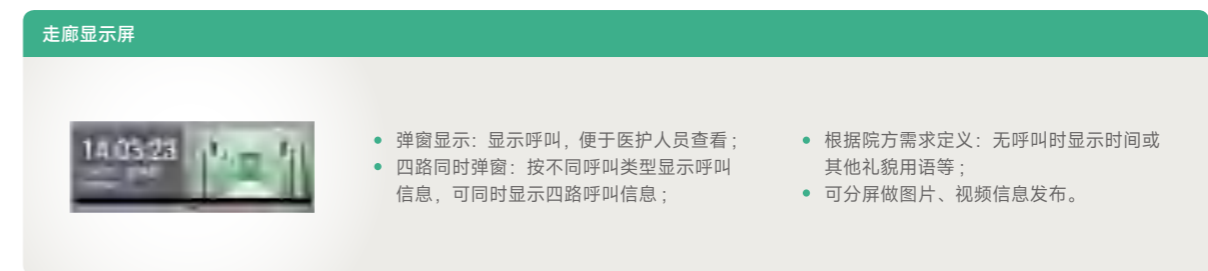 走廊显示屏
14:03:23
弹窗显示：显示呼叫，便于医护人员查看；
四路同时弹窗：按不同呼叫类型显示呼叫
信息，可同时显示四路呼叫信息；
根据院方需求定义：无呼叫时显示时间或
其他礼貌用语等；
可分屏做图片、视频信息发布。